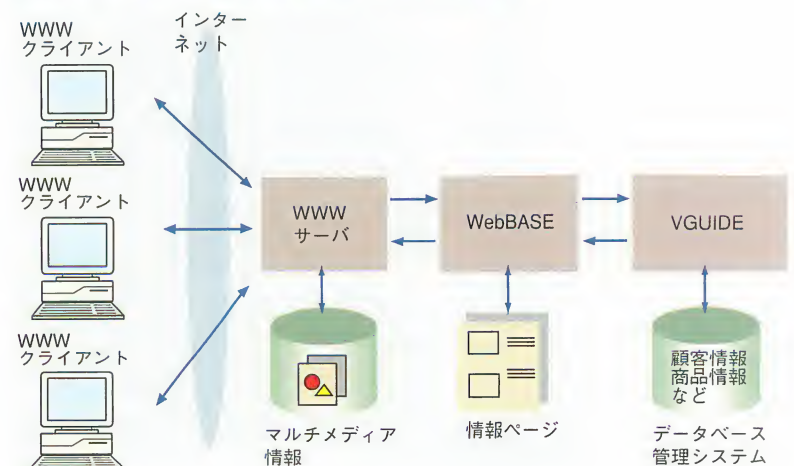 WWW
クライアント
インター
ネット
WWW
クライアント
WWW
クライアント
WWW
サーバ
WebBASE
VGUIDE
マルチメディア
情報
情報ページ
顧客情報
商品情報
など
データベース
管理システム